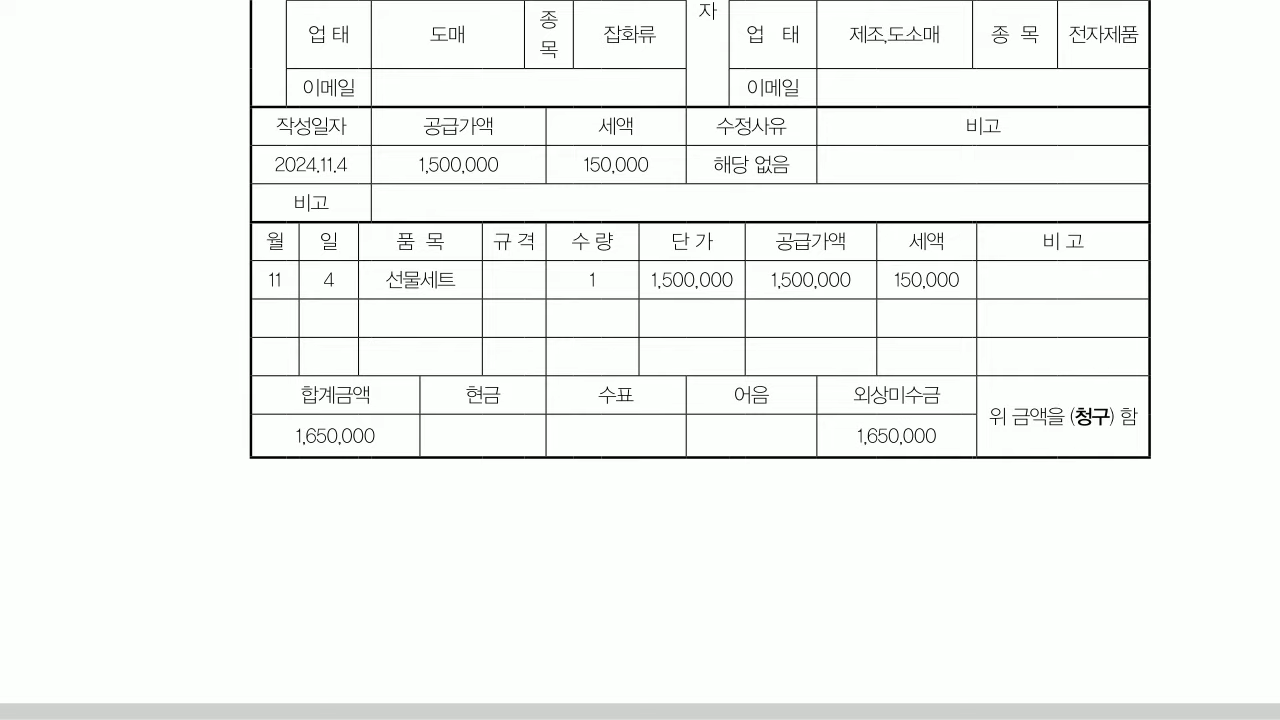 업 태 도매 종 목 잡화류 자 업 태 제조,도소매 종 목 전자제품
이메일 이메일
작성일자 공급가액 세액 수정사유 비고
2024.11.4 1,500,000 150,000 해당 없음
비고
월 일 품 목 규 격 수 량 단 가 공급가액 세액 비 고
11 4 선물세트 1 1,500,000 1,500,000 150,000
합계금액 현금 수표 어음 외상미수금 위 금액을 (청구) 함
1,650,000 1,650,000